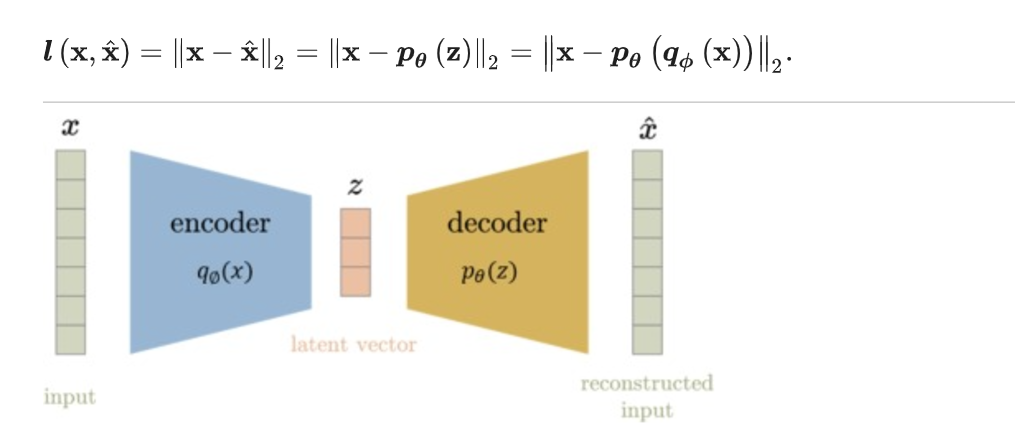 l (x, x̂) = ‖x − x̂‖₂ = ‖x − p_θ (z)‖₂ = ‖x − p_θ (q_ϕ (x))‖₂.
x x̂
z
encoder decoder
q_ø(x) p_θ(z)
latent vector
input reconstructed
input